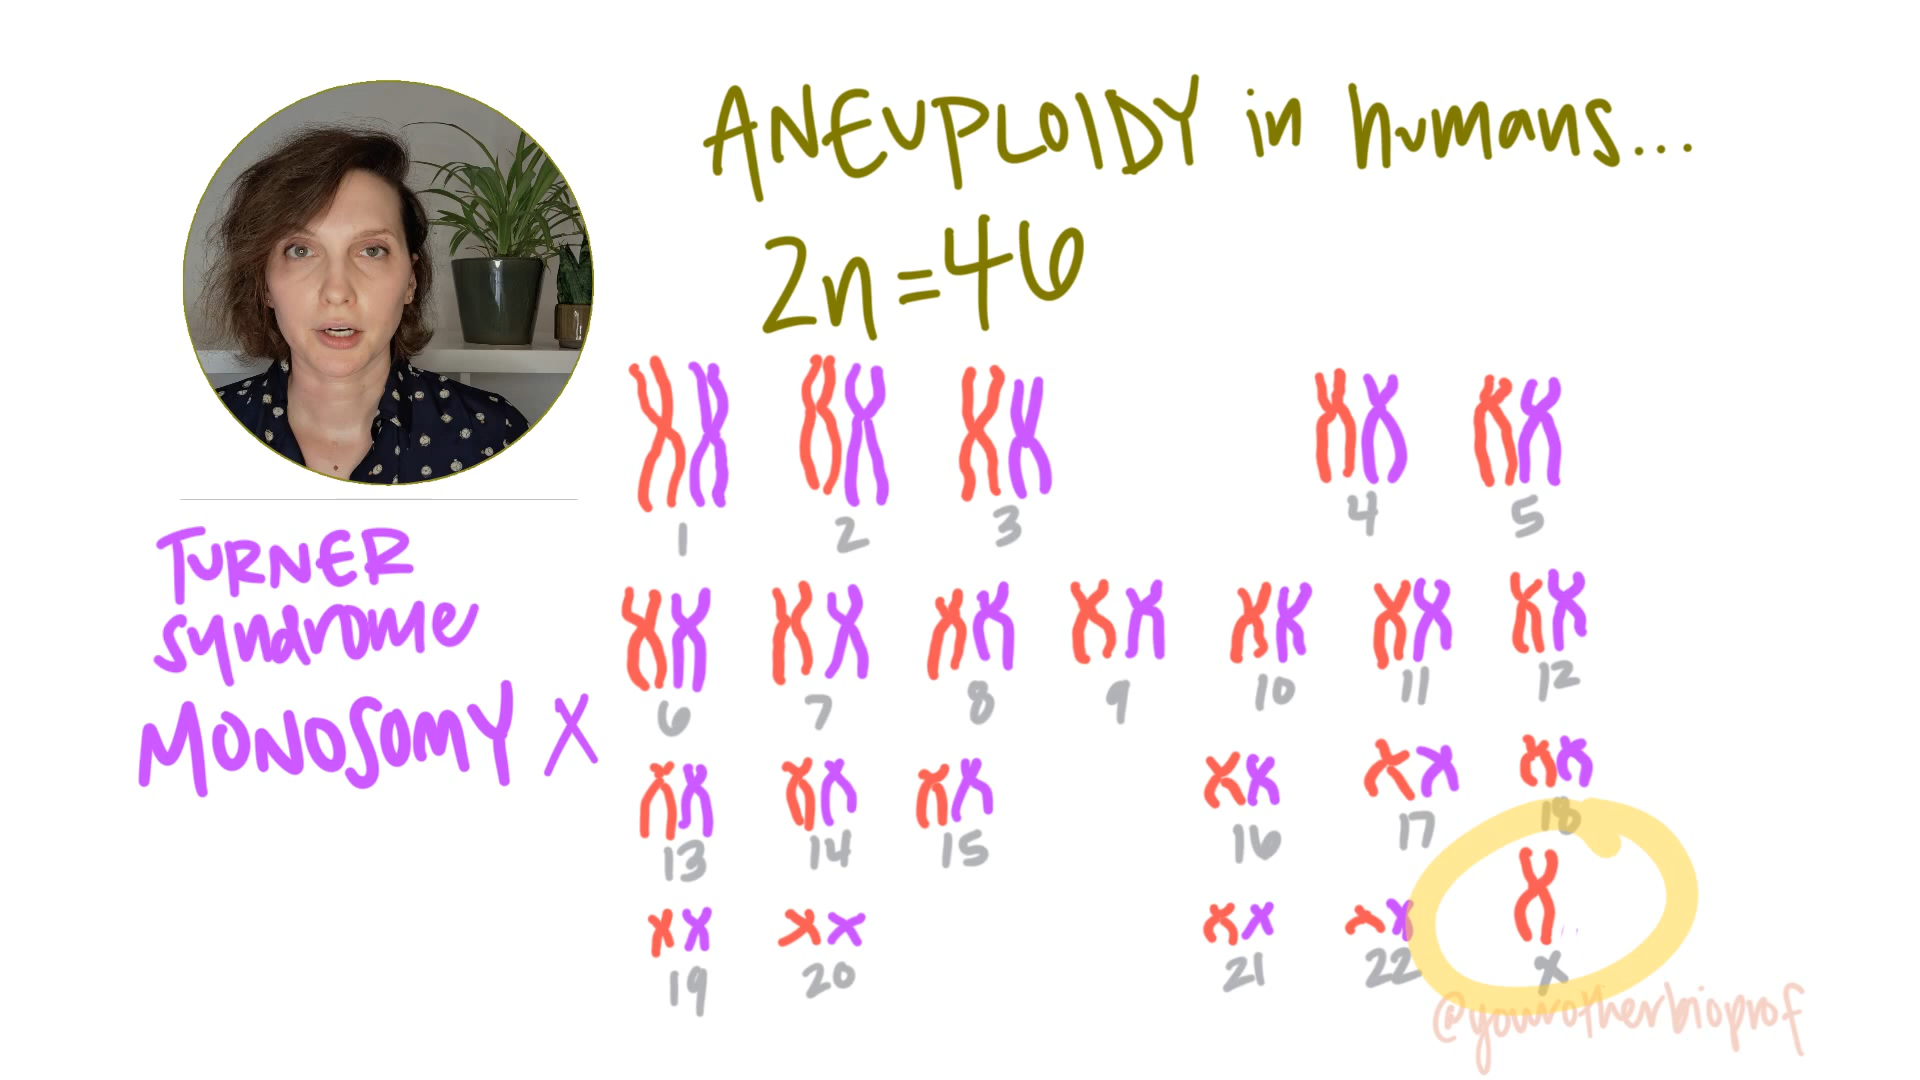 ANEUPLOIDY in humans...
2n=46
TURNER
syndrome
MONOSOMY X
1 2 3 4 5
6 7 8 9 10 11 12
13 14 15 16 17 18
19 20 21 22 X
@yourotherbioprof